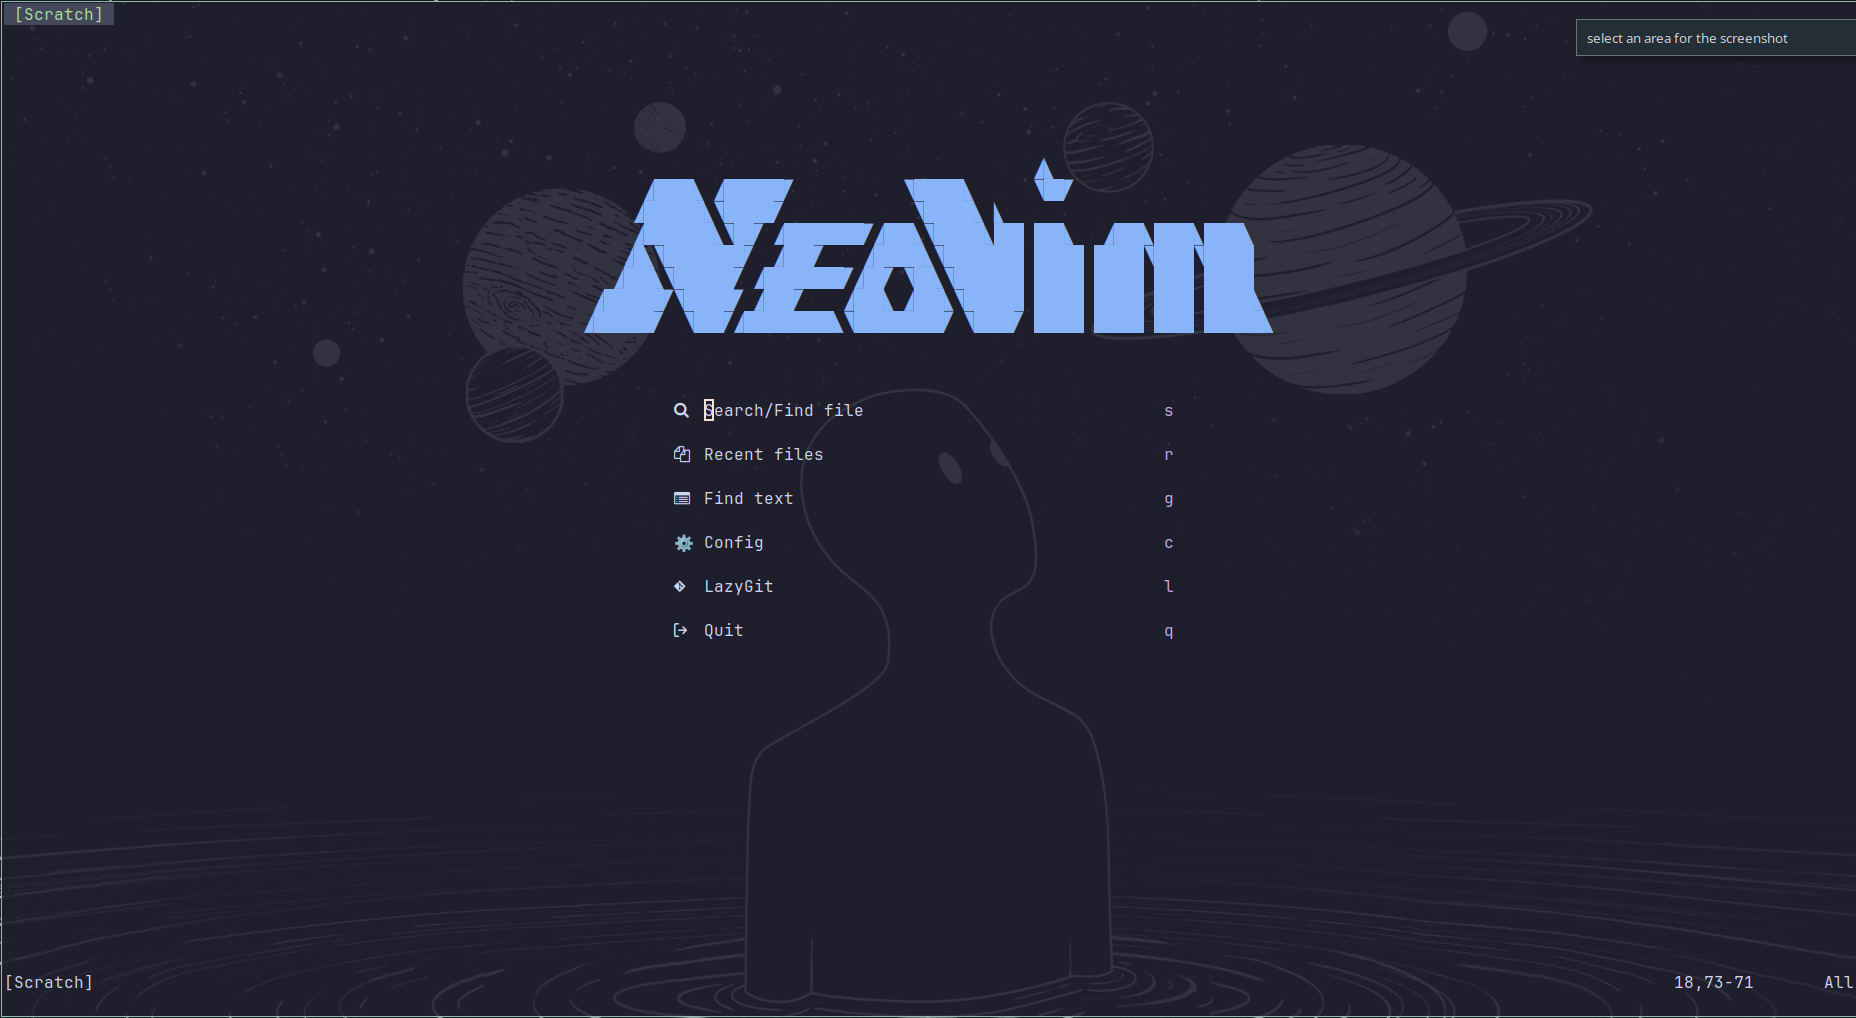 [Scratch]
select an area for the screenshot
Neovim
Search/Find file s
Recent files r
Find text g
Config c
LazyGit l
Quit q
[Scratch] 18,73-71 All